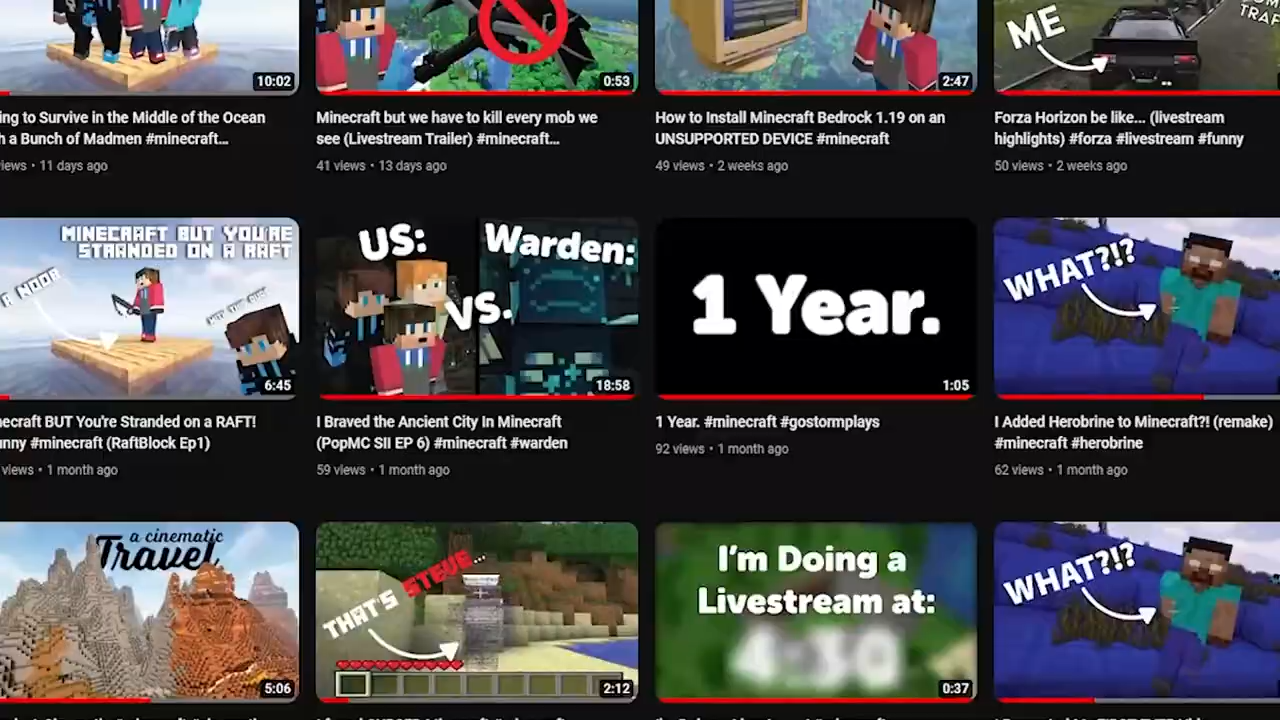 ME
10:02
0:53
2:47
ing to Survive in the Middle of the Ocean
h a Bunch of Madmen #minecraft...
iews • 11 days ago
Minecraft but we have to kill every mob we
see (Livestream Trailer) #minecraft...
41 views • 13 days ago
How to Install Minecraft Bedrock 1.19 on an
UNSUPPORTED DEVICE #minecraft
49 views • 2 weeks ago
Forza Horizon be like... (livestream
highlights) #forza #livestream #funny
50 views • 2 weeks ago
MINECRAFT BUT YOU'RE
STRANDED ON A RAFT
A NOOB
6:45
US:
VS.
Warden:
18:58
1 Year.
1:05
WHAT?!?
necraft BUT You're Stranded on a RAFT!
unny #minecraft (RaftBlock Ep1)
views • 1 month ago
I Braved the Ancient City In Minecraft
(PopMC SII EP 6) #minecraft #warden
59 views • 1 month ago
1 Year. #minecraft #gostormplays
92 views • 1 month ago
I Added Herobrine to Minecraft?! (remake)
#minecraft #herobrine
62 views • 1 month ago
a cinematic
Travel
5:06
THAT'S STEVE...
2:12
I'm Doing a
Livestream at:
4:30
0:37
WHAT?!?